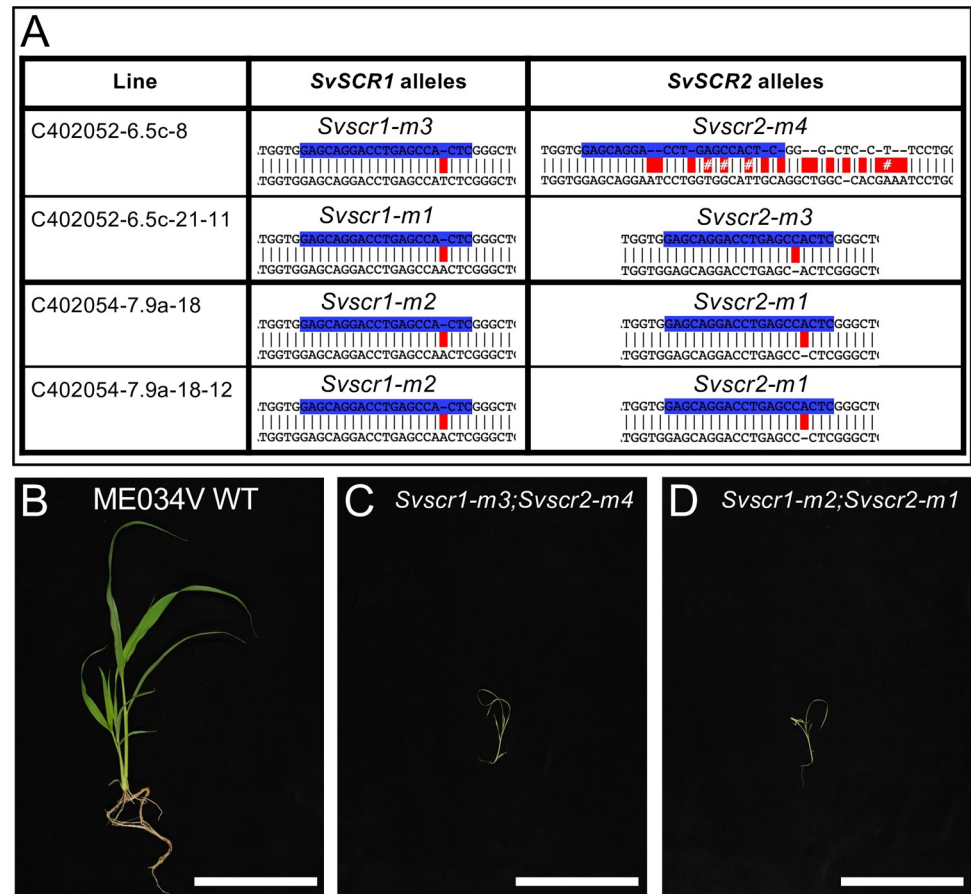 A
Line
SvSCR1 alleles
SvSCR2 alleles
C402052-6.5c-8
Svscr1-m3
.TGGTGGAGCAGGACCTGAGCCA-CTCGGGCT
.TGGTGGAGCAGGACCTGAGCCATCTCGGGCT
Svscr2-m4
TGGTGGAGCAGGA--CCT-GAGCCACT-C-GG--G-CTC-C-T--TCCTGC
# # # #
TGGTGGAGCAGGAATCCTGGTGGCATTGCAGGCTGGC-CACGAAATCCTGC
C402052-6.5c-21-11
Svscr1-m1
.TGGTGGAGCAGGACCTGAGCCA-CTCGGGCT
.TGGTGGAGCAGGACCTGAGCCAACTCGGGCT
Svscr2-m3
TGGTGGAGCAGGACCTGAGCCACTCGGGCT
TGGTGGAGCAGGACCTGAGC-ACTCGGGCT
C402054-7.9a-18
Svscr1-m2
.TGGTGGAGCAGGACCTGAGCCA-CTCGGGCT
.TGGTGGAGCAGGACCTGAGCCAACTCGGGCT
Svscr2-m1
TGGTGGAGCAGGACCTGAGCCACTCGGGCT
TGGTGGAGCAGGACCTGAGCC-CTCGGGCT
C402054-7.9a-18-12
Svscr1-m2
.TGGTGGAGCAGGACCTGAGCCA-CTCGGGCT
.TGGTGGAGCAGGACCTGAGCCAACTCGGGCT
Svscr2-m1
TGGTGGAGCAGGACCTGAGCCACTCGGGCT
TGGTGGAGCAGGACCTGAGCC-CTCGGGCT
B ME034V WT
C Svscr1-m3;Svscr2-m4
D Svscr1-m2;Svscr2-m1